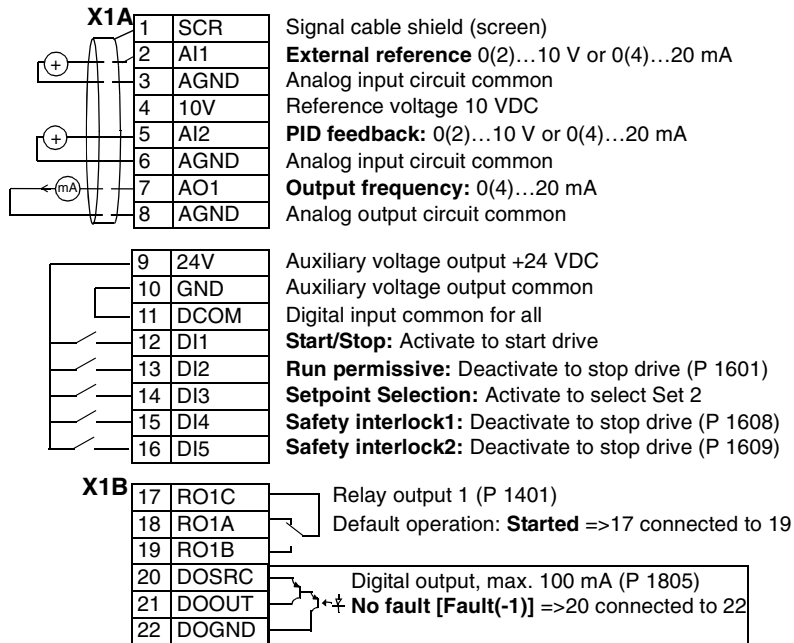 X1A
1 SCR Signal cable shield (screen)
2 AI1 External reference 0(2)…10 V or 0(4)…20 mA
3 AGND Analog input circuit common
4 10V Reference voltage 10 VDC
5 AI2 PID feedback: 0(2)…10 V or 0(4)…20 mA
6 AGND Analog input circuit common
mA 7 AO1 Output frequency: 0(4)…20 mA
8 AGND Analog output circuit common
9 24V Auxiliary voltage output +24 VDC
10 GND Auxiliary voltage output common
11 DCOM Digital input common for all
12 DI1 Start/Stop: Activate to start drive
13 DI2 Run permissive: Deactivate to stop drive (P 1601)
14 DI3 Setpoint Selection: Activate to select Set 2
15 DI4 Safety interlock1: Deactivate to stop drive (P 1608)
16 DI5 Safety interlock2: Deactivate to stop drive (P 1609)
X1B
17 RO1C Relay output 1 (P 1401)
18 RO1A Default operation: Started =>17 connected to 19
19 RO1B
20 DOSRC Digital output, max. 100 mA (P 1805)
21 DOOUT No fault [Fault(-1)] =>20 connected to 22
22 DOGND